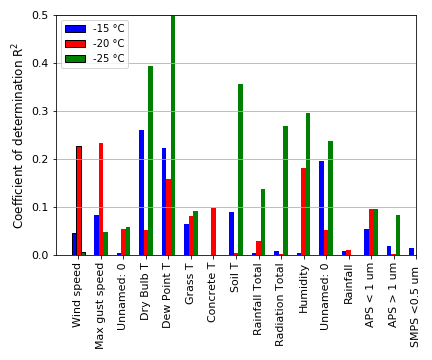 0.5
0.4
0.3
0.2
0.1
0.0
Coefficient of determination R²
-15 °C
-20 °C
-25 °C
Wind speed
Max gust speed
Unnamed: 0
Dry Bulb T
Dew Point T
Grass T
Concrete T
Soil T
Rainfall Total
Radiation Total
Humidity
Unnamed: 0
Rainfall
APS < 1 um
APS > 1 um
SMPS <0.5 um